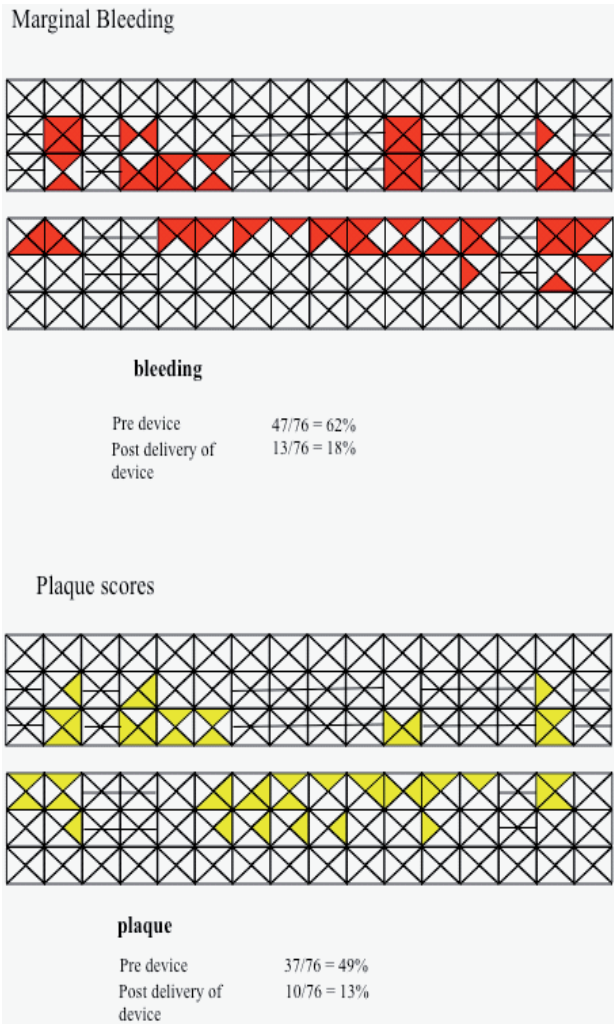 Marginal Bleeding
bleeding
Pre device 47/76 = 62%
Post delivery of 13/76 = 18%
device
Plaque scores
plaque
Pre device 37/76 = 49%
Post delivery of 10/76 = 13%
device